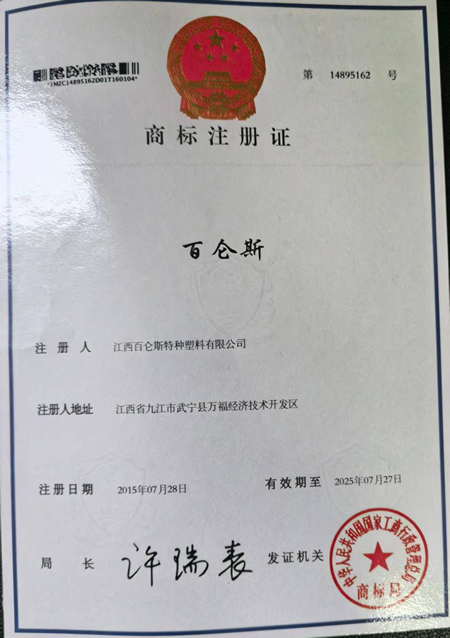 *TMZC14895162D01T160104*
第 14895162 号
商标注册证
百仑斯
注册人 江西百仑斯特种塑料有限公司
注册人地址 江西省九江市武宁县万福经济技术开发区
注册日期 2015年07月28日 有效期至 2025年07月27日
局长 许瑞表 发证机关
中华人民共和国国家工商行政管理总局
商标局